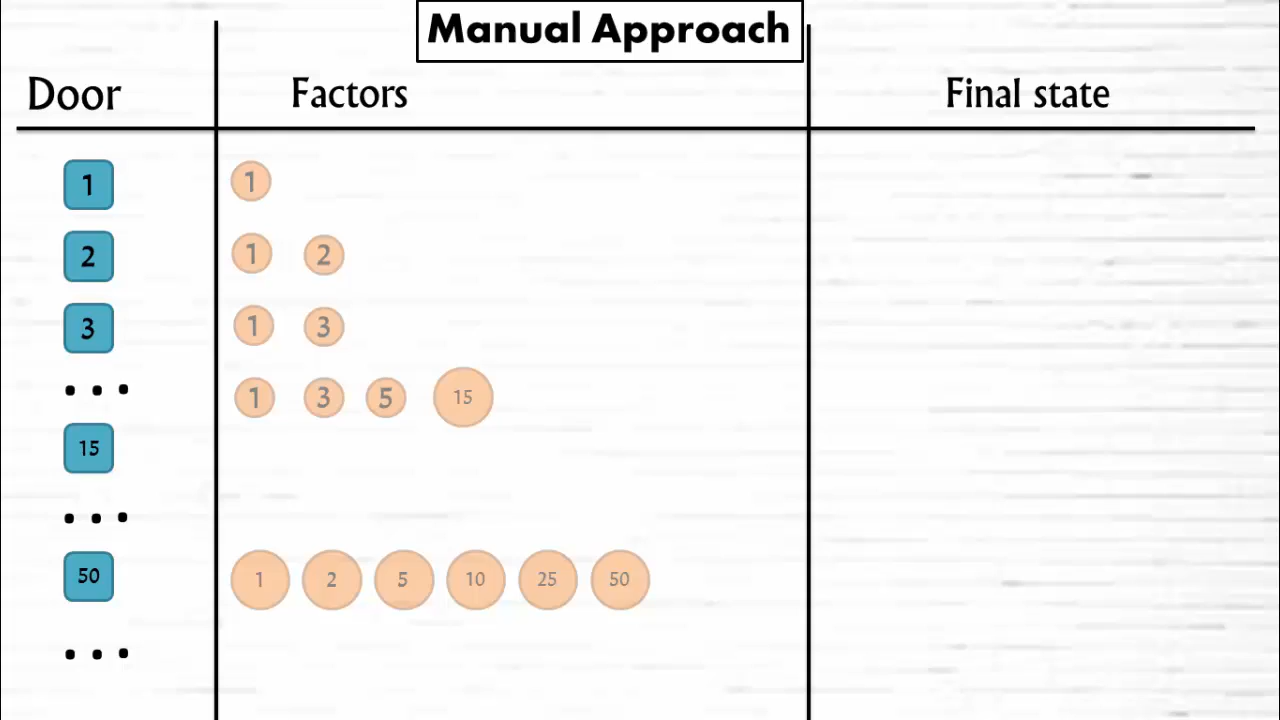 Manual Approach
Door Factors Final state
1 1
2 1 2
3 1 3
... 1 3 5 15
15
...
50 1 2 5 10 25 50
...